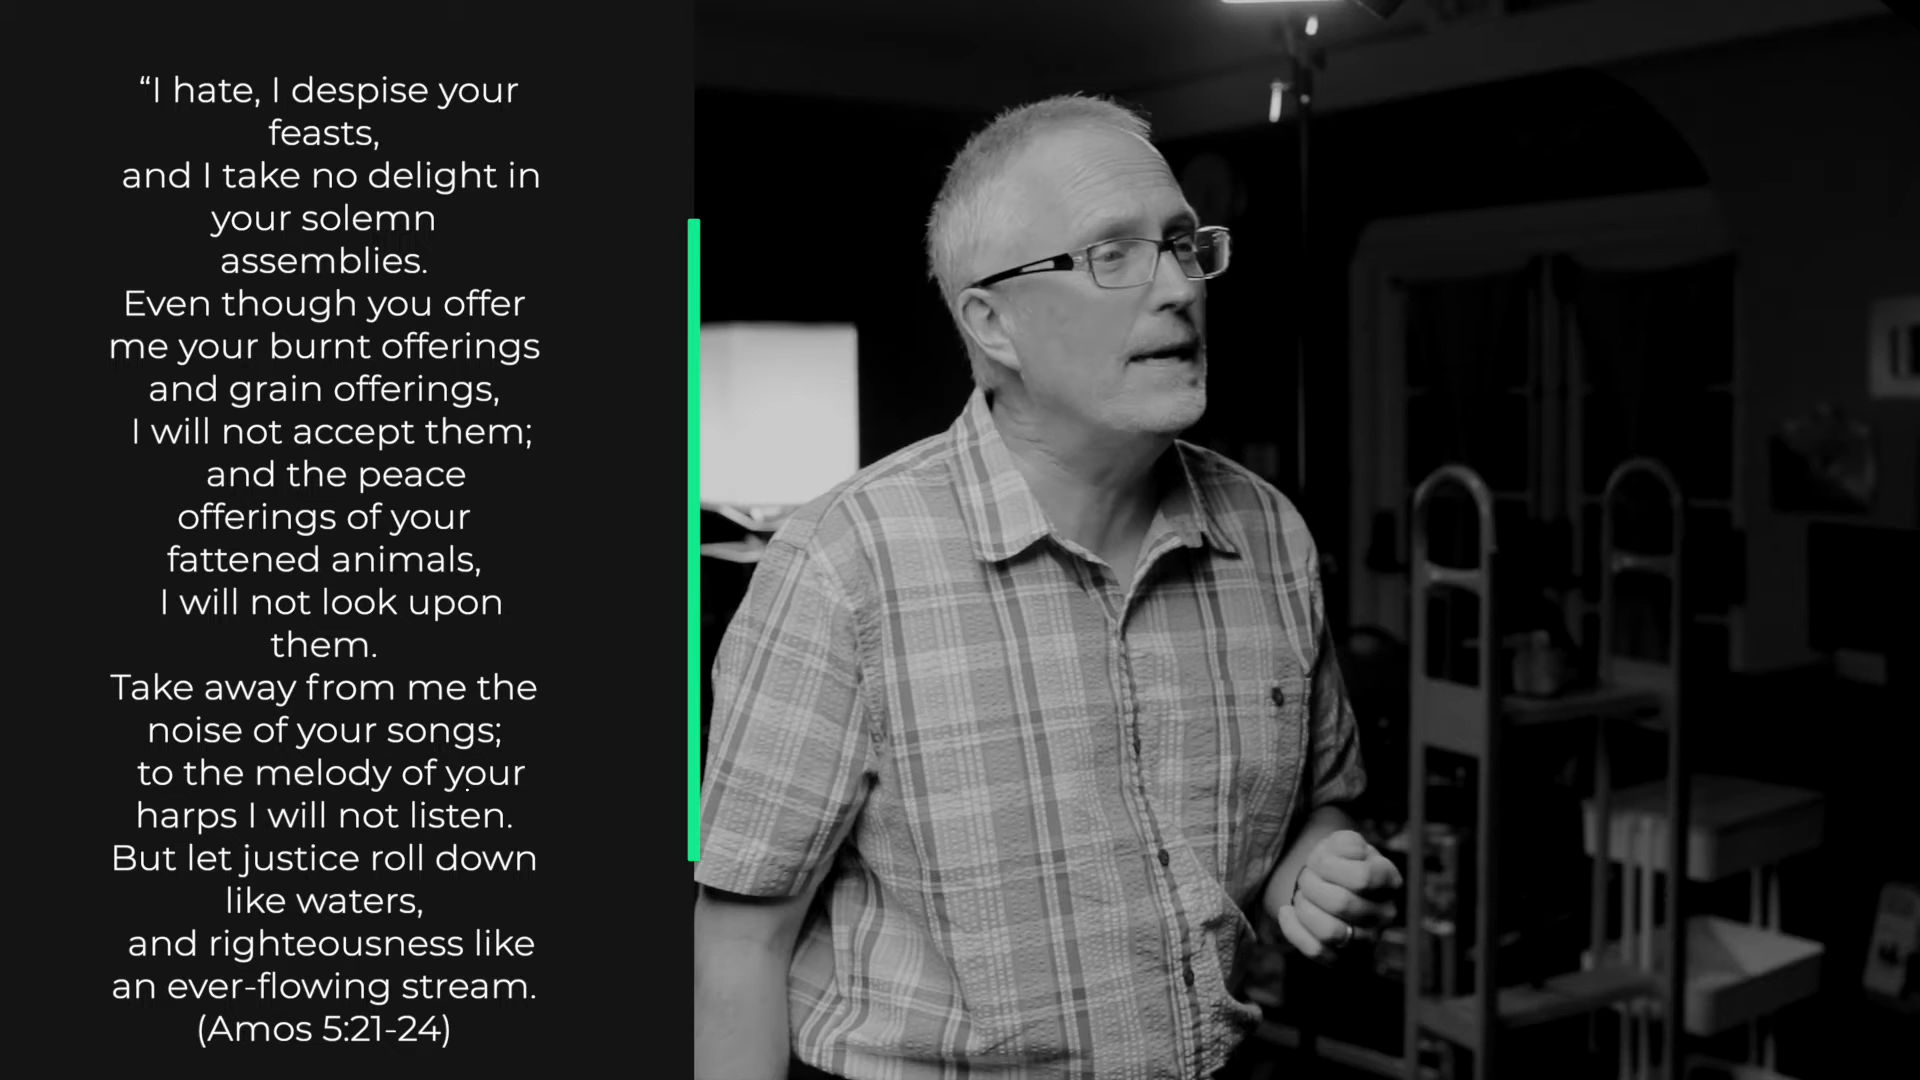 “I hate, I despise your
feasts,
and I take no delight in
your solemn
assemblies.
Even though you offer
me your burnt offerings
and grain offerings,
I will not accept them;
and the peace
offerings of your
fattened animals,
I will not look upon
them.
Take away from me the
noise of your songs;
to the melody of your
harps I will not listen.
But let justice roll down
like waters,
and righteousness like
an ever-flowing stream.
(Amos 5:21-24)